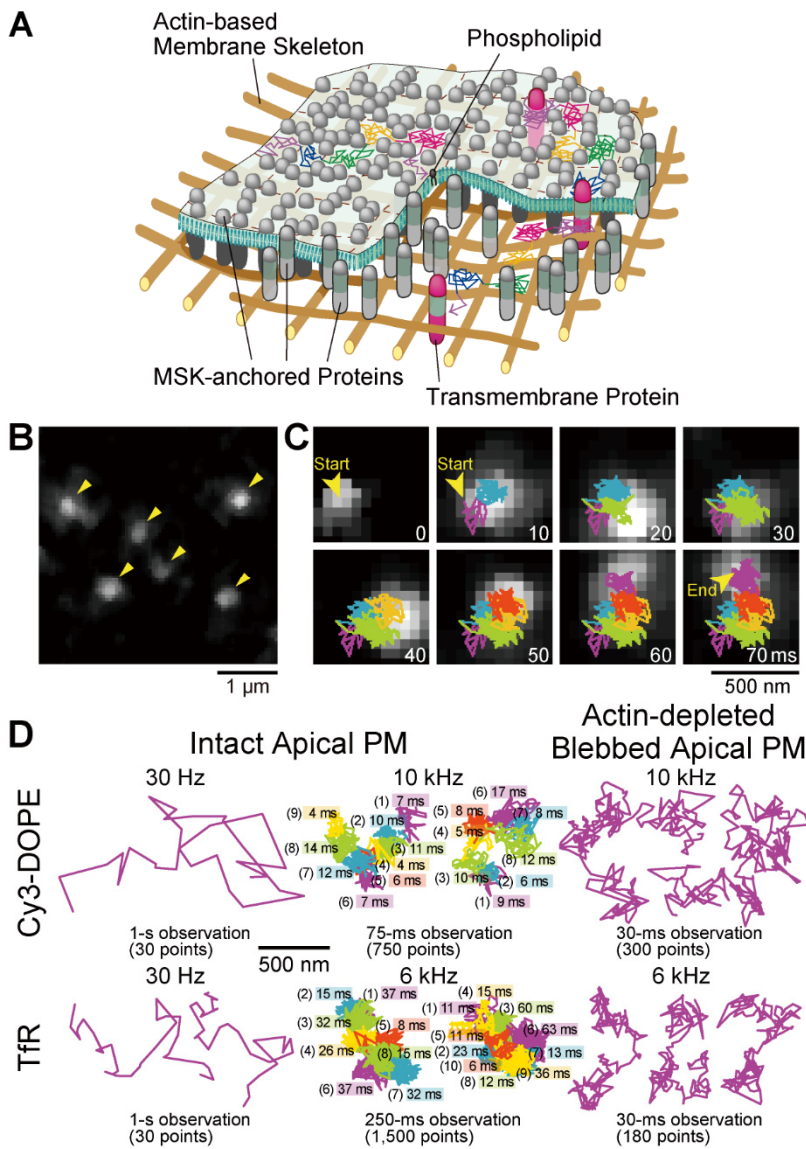 A
Actin-based
Membrane Skeleton
Phospholipid
MSK-anchored Proteins
Transmembrane Protein
B
1 µm
C
Start
0
Start
10
20
30
40
50
60
End
70 ms
500 nm
D
Intact Apical PM
Actin-depleted
Blebbed Apical PM
Cy3-DOPE
30 Hz
10 kHz
10 kHz
(9) 4 ms
(8) 14 ms
(7) 12 ms
(6) 7 ms
(1) 7 ms
(2) 10 ms
(3) 11 ms
(4) 4 ms
(5) 6 ms
(6) 17 ms
(5) 8 ms
(4) 5 ms
(7) 8 ms
(8) 12 ms
(3) 10 ms
(2) 6 ms
(1) 9 ms
1-s observation
(30 points)
75-ms observation
(750 points)
30-ms observation
(300 points)
500 nm
TfR
30 Hz
6 kHz
6 kHz
(2) 15 ms
(1) 37 ms
(3) 32 ms
(5) 8 ms
(4) 26 ms
(8) 15 ms
(6) 37 ms
(7) 32 ms
(4) 15 ms
(1) 11 ms
(3) 60 ms
(5) 11 ms
(6) 63 ms
(2) 23 ms
(7) 13 ms
(10) 6 ms
(9) 36 ms
(8) 12 ms
1-s observation
(30 points)
250-ms observation
(1,500 points)
30-ms observation
(180 points)